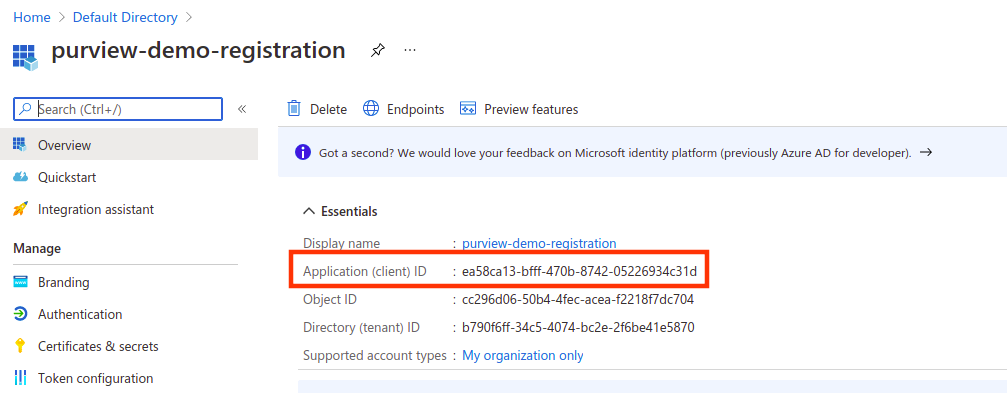 Home > Default Directory >
purview-demo-registration ...
Search (Ctrl+/) «
Delete Endpoints Preview features
Overview
Got a second? We would love your feedback on Microsoft identity platform (previously Azure AD for developer). →
Quickstart
Integration assistant
Essentials
Display name : purview-demo-registration
Manage
Application (client) ID : ea58ca13-bfff-470b-8742-05226934c31d
Branding
Object ID : cc296d06-50b4-4fec-acea-f2218f7dc704
Authentication
Directory (tenant) ID : b790f6ff-34c5-4074-bc2e-2f6be41e5870
Certificates & secrets
Supported account types : My organization only
Token configuration